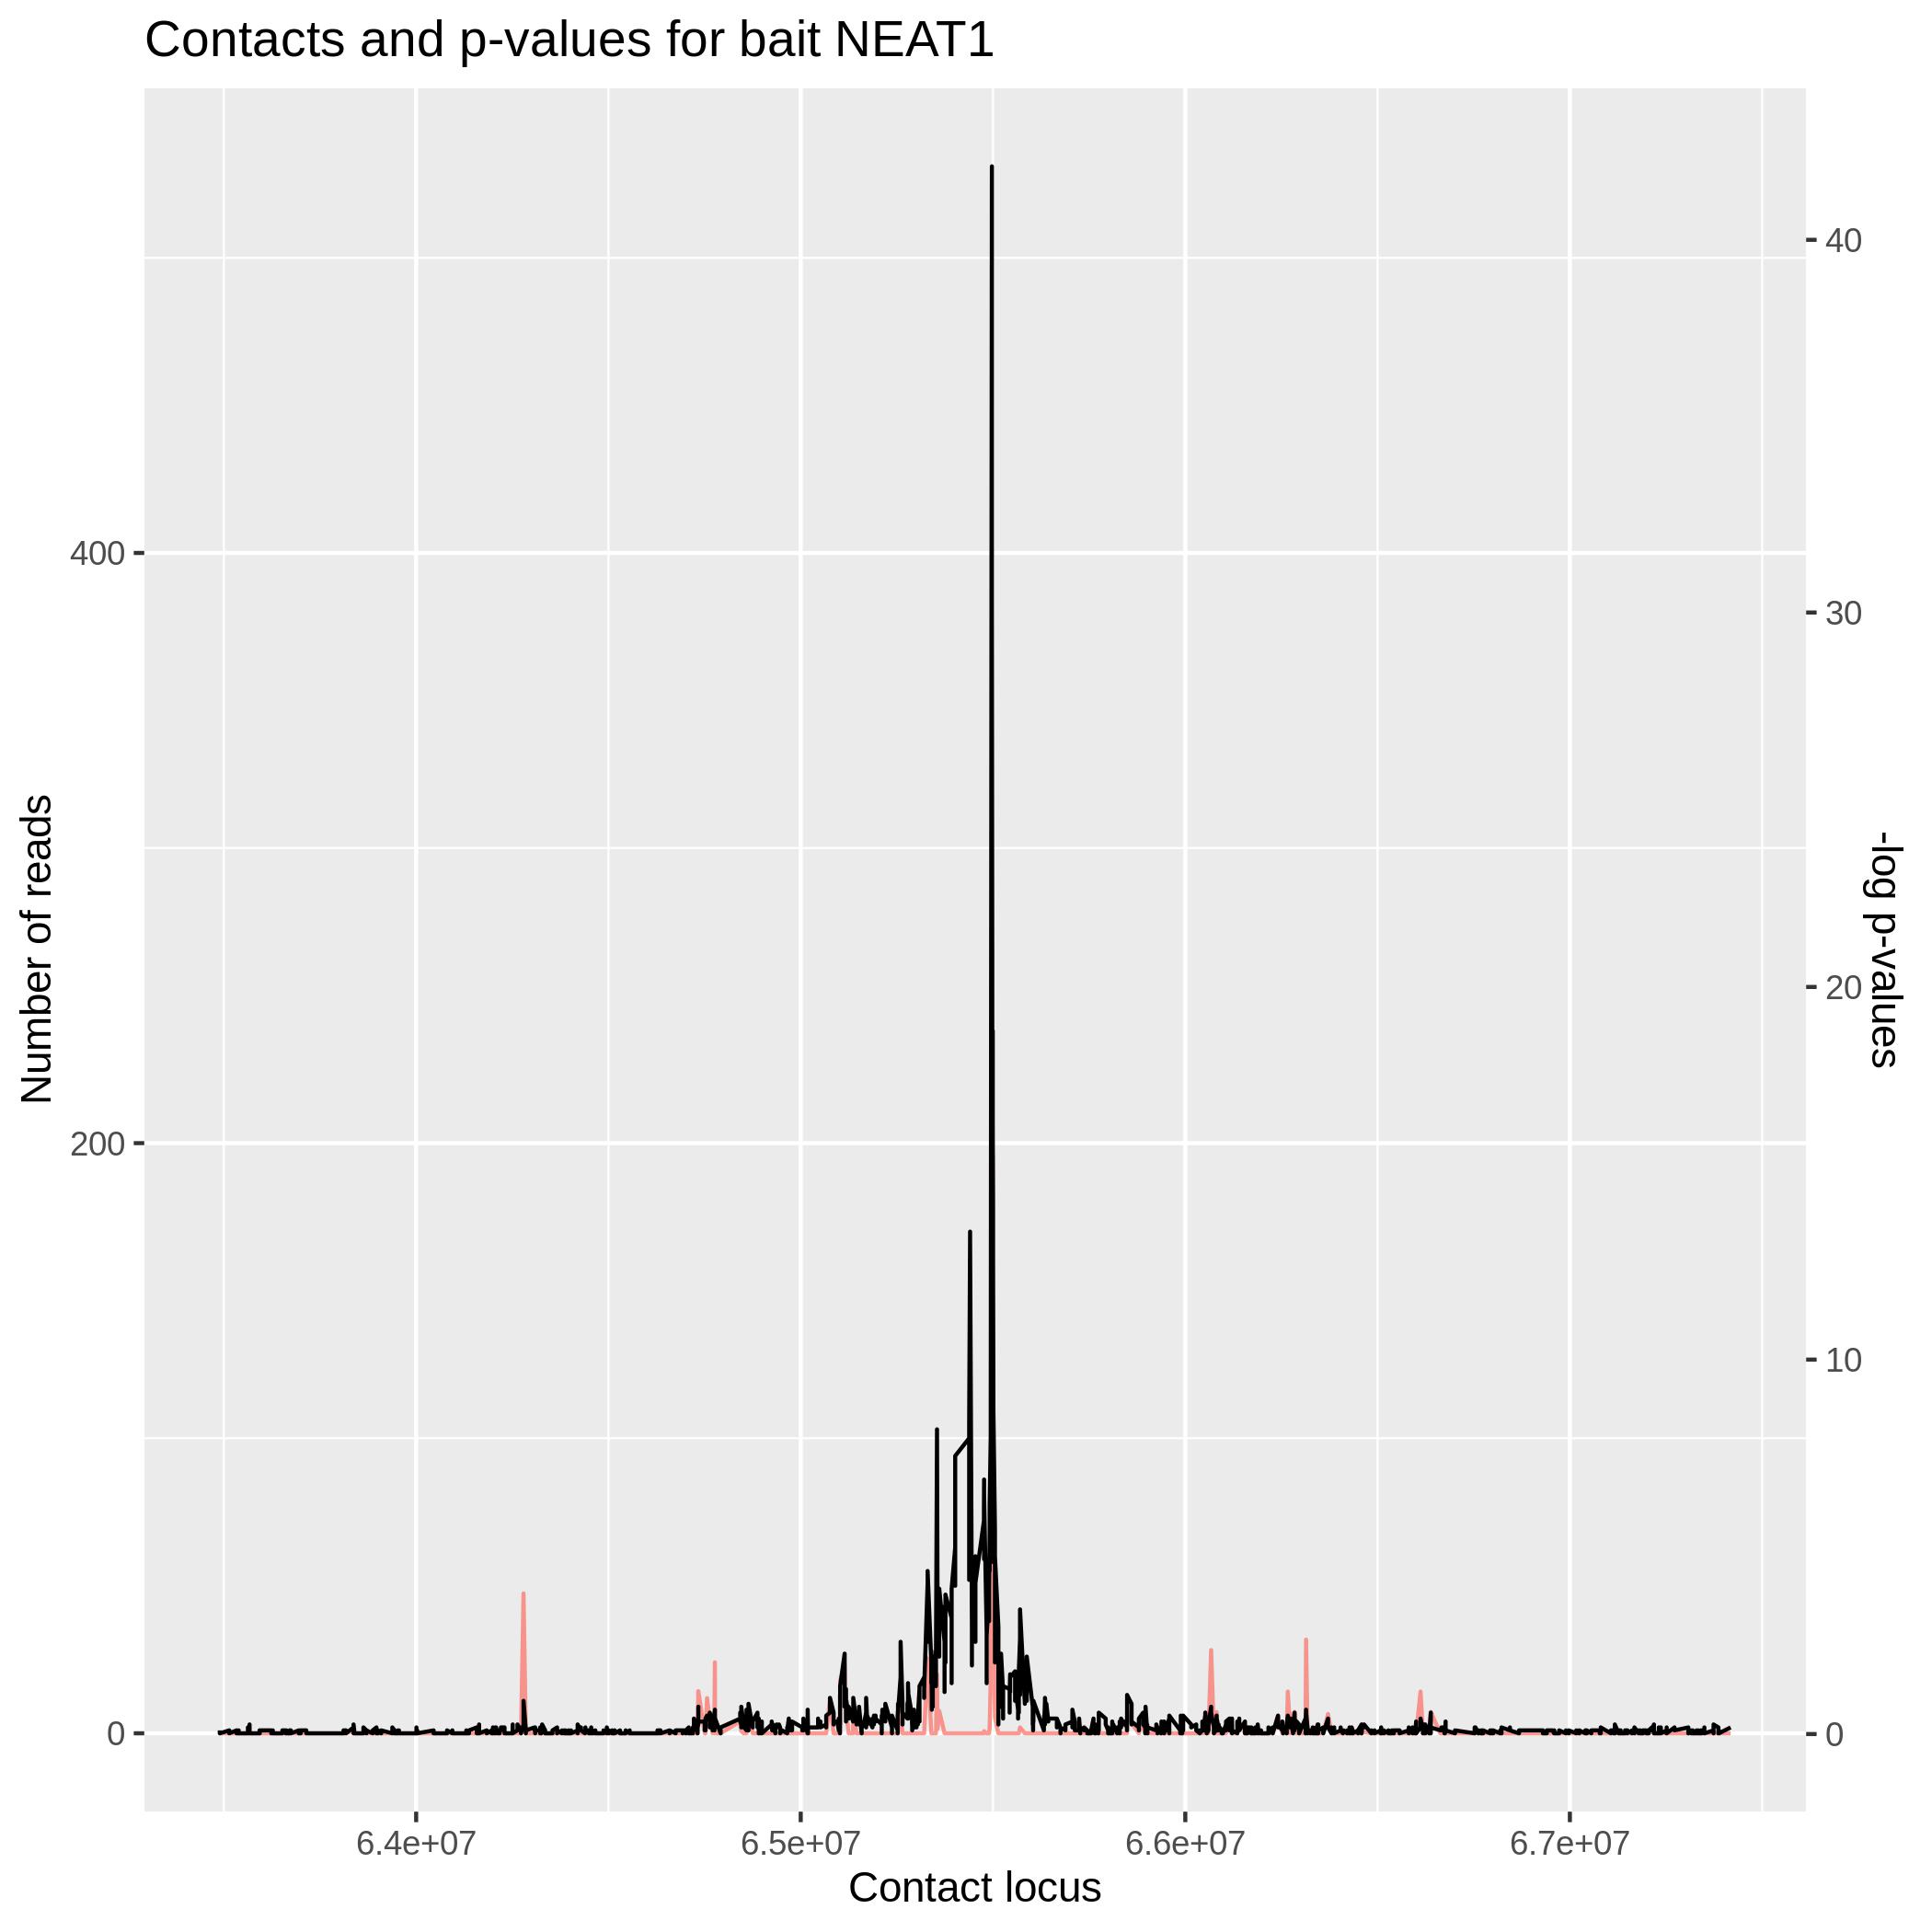 Contacts and p-values for bait NEAT1
Number of reads
400
200
0
40
30
20
10
0
-log p-values
6.4e+07
6.5e+07
6.6e+07
6.7e+07
Contact locus